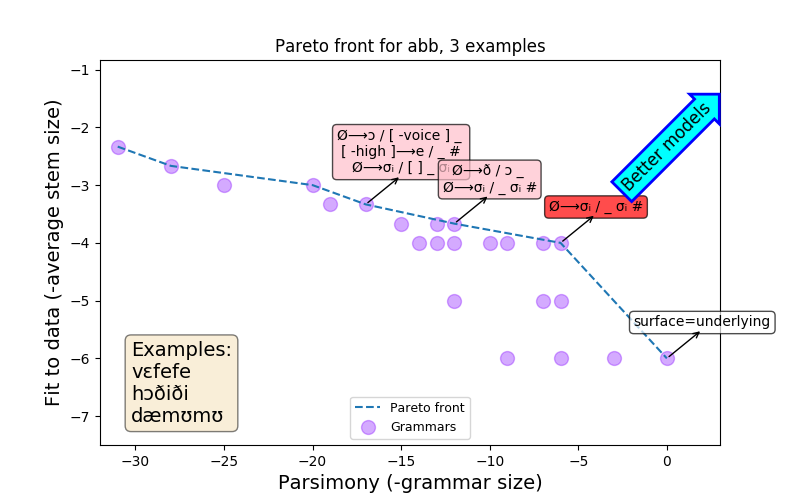 Pareto front for abb, 3 examples
Fit to data (-average stem size)
−1
−2
−3
−4
−5
−6
−7
Ø⟶ɔ / [ -voice ] _
[ -high ]⟶e / _ #
Ø⟶σᵢ / [ ] _ σᵢ
Ø⟶ð / ɔ _
Ø⟶σᵢ / _ σᵢ #
Ø⟶σᵢ / _ σᵢ #
Better models
surface=underlying
Examples:
vɛfefe
hɔðiði
dæmʊmʊ
Pareto front
Grammars
−30
−25
−20
−15
−10
−5
0
Parsimony (-grammar size)